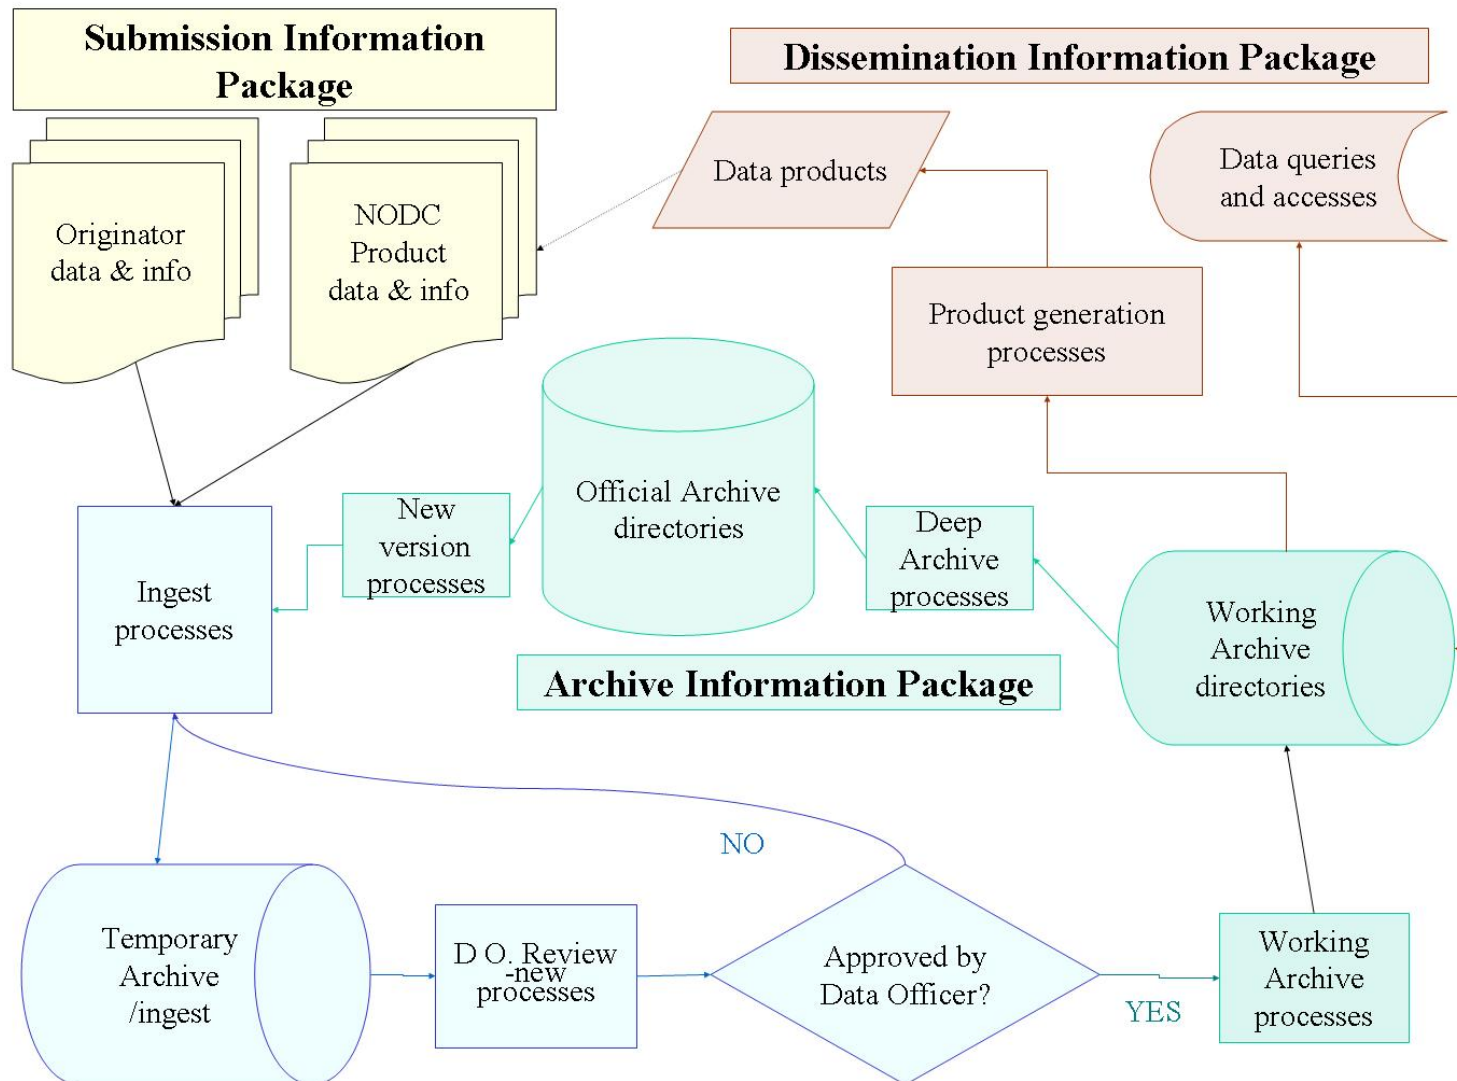 Submission Information
Package
Dissemination Information Package
Originator
data & info
NODC
Product
data & info
Data products
Data queries
and accesses
Product generation
processes
Official Archive
directories
New
version
processes
Deep
Archive
processes
Ingest
processes
Working
Archive
directories
Archive Information Package
NO
Temporary
Archive
/ingest
D O. Review
-new
processes
Approved by
Data Officer?
YES
Working
Archive
processes